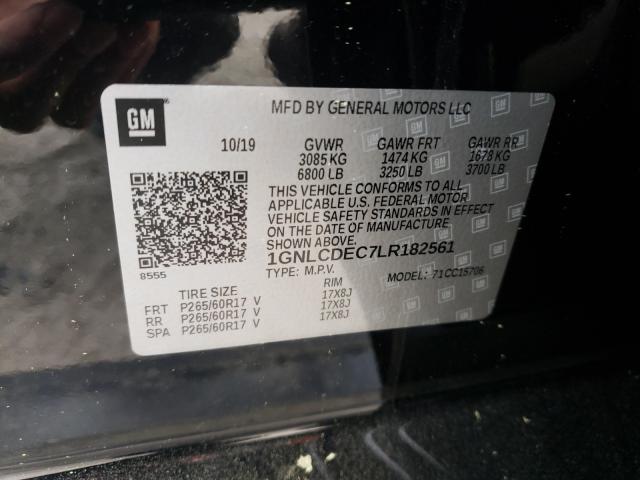 GM
MFD BY GENERAL MOTORS LLC
10/19 GVWR GAWR FRT GAWR RR
3085 KG 1474 KG 1678 KG
6800 LB 3250 LB 3700 LB
THIS VEHICLE CONFORMS TO ALL
APPLICABLE U.S. FEDERAL MOTOR
VEHICLE SAFETY STANDARDS IN EFFECT
ON THE DATE OF MANUFACTURE
SHOWN ABOVE.
1GNLCDEC7LR182561
8555
TYPE: M.P.V. MODEL: 71CC15706
TIRE SIZE RIM
FRT P265/60R17 V 17X8J
RR P265/60R17 V 17X8J
SPA P265/60R17 V 17X8J